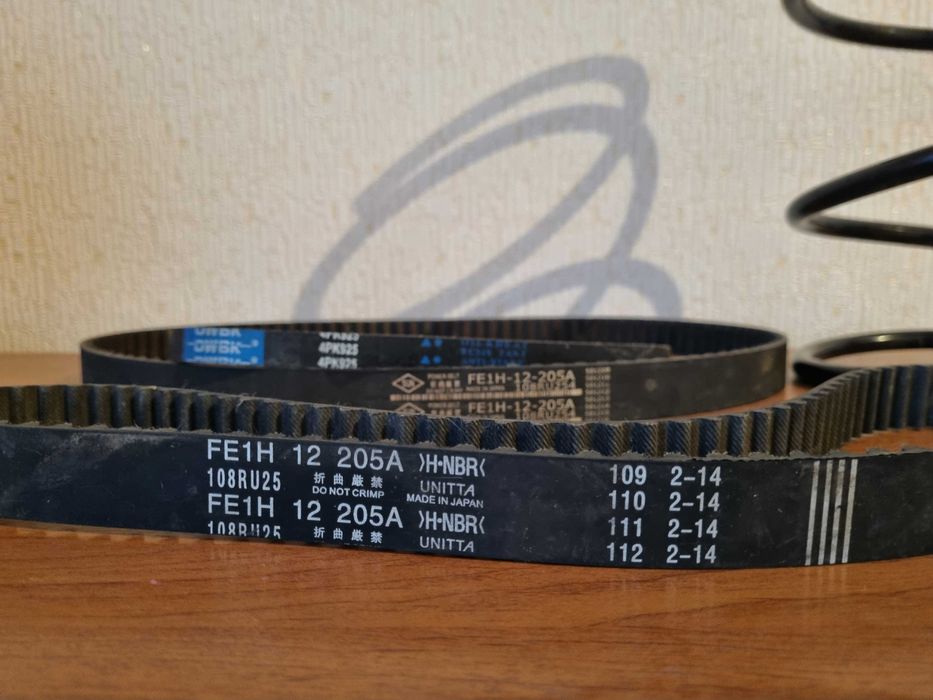 DWBK
4PK925
4PK925
FE1H-12-205A
FE1H-12-205A
FE1H 12 205A >H•NBR<
108RU25 折曲厳禁 UNITTA
DO NOT CRIMP MADE IN JAPAN
FE1H 12 205A >H•NBR<
108RU25 折曲厳禁 UNITTA
109 2-14
110 2-14
111 2-14
112 2-14